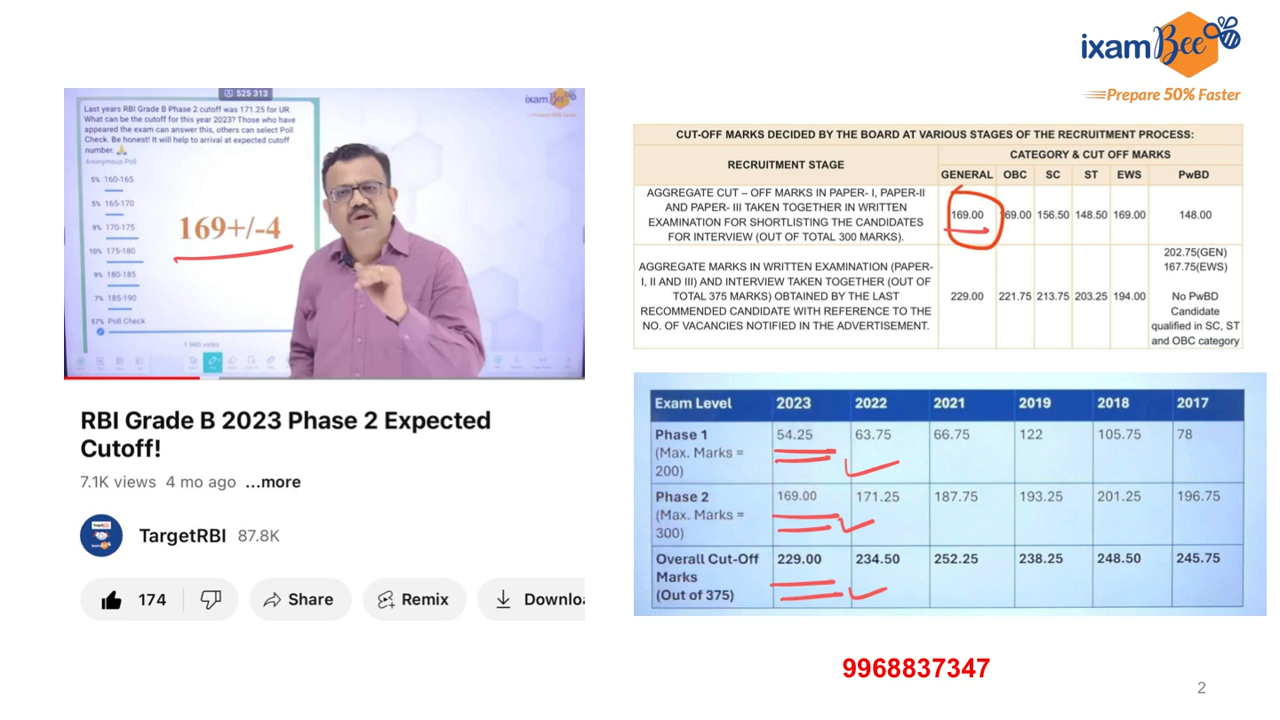 ixamBee
Prepare 50% Faster
525 313
Last years RBI Grade B Phase 2 cutoff was 171.25 for UR.
What can be the cutoff for this year 2023? Those who have
appeared the exam can answer this, others can select Poll
Check. Be honest! It will help to arrival at expected cutoff
number. 🙏
Anonymous Poll
5% 160-165
5% 165-170
9% 170-175
10% 175-180
9% 180-185
7% 185-190
57% Poll Check
1 940 votes
169+/-4
ixamBee
RBI Grade B 2023 Phase 2 Expected
Cutoff!
7.1K views 4 mo ago ...more
TargetRBI 87.8K
174 Share Remix Downloa
CUT-OFF MARKS DECIDED BY THE BOARD AT VARIOUS STAGES OF THE RECRUITMENT PROCESS:
RECRUITMENT STAGE
CATEGORY & CUT OFF MARKS
GENERAL OBC SC ST EWS PwBD
AGGREGATE CUT – OFF MARKS IN PAPER- I, PAPER-II
AND PAPER- III TAKEN TOGETHER IN WRITTEN
EXAMINATION FOR SHORTLISTING THE CANDIDATES
FOR INTERVIEW (OUT OF TOTAL 300 MARKS).
169.00 169.00 156.50 148.50 169.00 148.00
AGGREGATE MARKS IN WRITTEN EXAMINATION (PAPER-
I, II AND III) AND INTERVIEW TAKEN TOGETHER (OUT OF
TOTAL 375 MARKS) OBTAINED BY THE LAST
RECOMMENDED CANDIDATE WITH REFERENCE TO THE
NO. OF VACANCIES NOTIFIED IN THE ADVERTISEMENT.
229.00 221.75 213.75 203.25 194.00
202.75(GEN)
167.75(EWS)
No PwBD
Candidate
qualified in SC, ST
and OBC category
Exam Level 2023 2022 2021 2019 2018 2017
Phase 1
(Max. Marks =
200)
54.25 63.75 66.75 122 105.75 78
Phase 2
(Max. Marks =
300)
169.00 171.25 187.75 193.25 201.25 196.75
Overall Cut-Off
Marks
(Out of 375)
229.00 234.50 252.25 238.25 248.50 245.75
9968837347
2